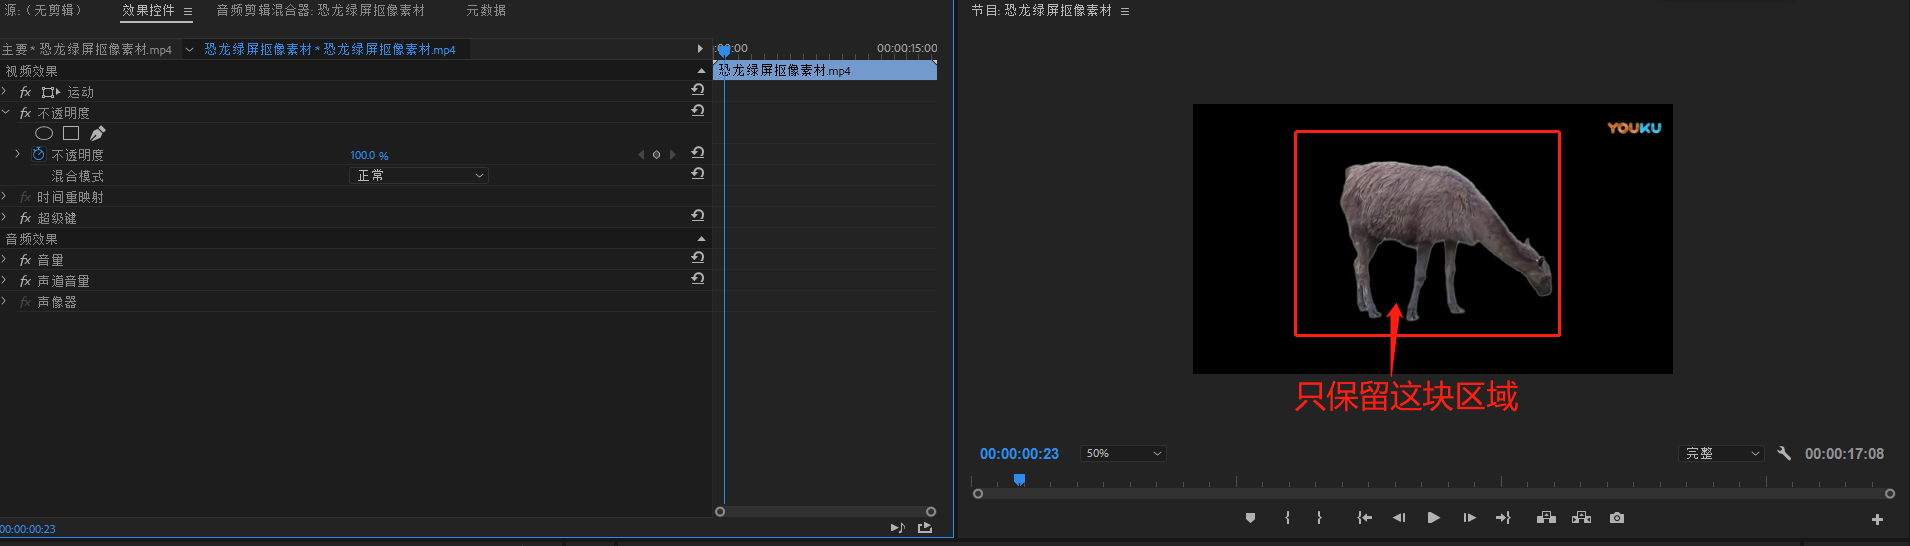 源:（无剪辑）
效果控件
音频剪辑混合器: 恐龙绿屏抠像素材
元数据
主要 * 恐龙绿屏抠像素材.mp4
恐龙绿屏抠像素材 * 恐龙绿屏抠像素材.mp4
:00:00
00:00:15:00
视频效果
恐龙绿屏抠像素材.mp4
fx 运动
fx 不透明度
不透明度
100.0 %
混合模式
正常
fx 时间重映射
fx 超级键
音频效果
fx 音量
fx 声道音量
fx 声像器
00:00:00:23
节目: 恐龙绿屏抠像素材
YOUKU
只保留这块区域
00:00:00:23
50%
完整
00:00:17:08